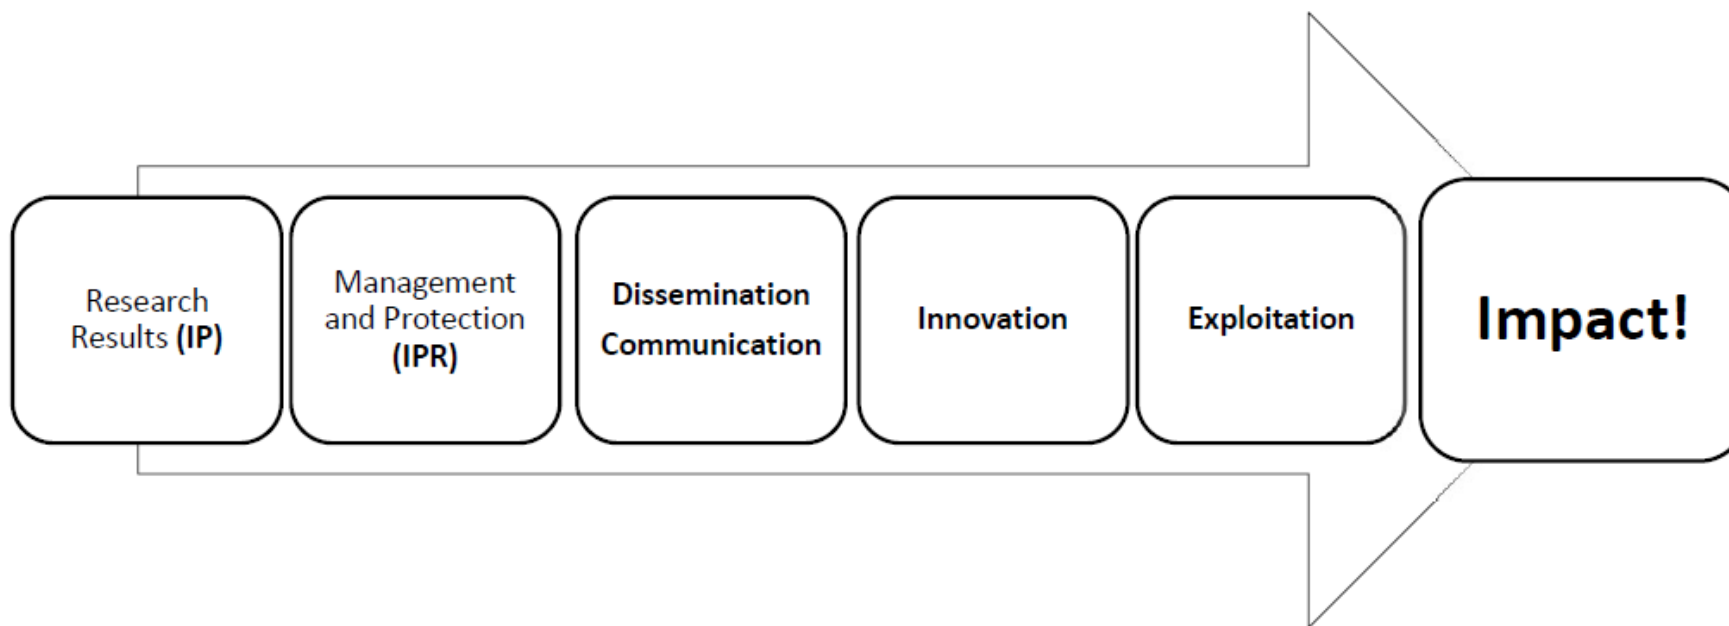 Research
Results (IP)
Management
and Protection
(IPR)
Dissemination
Communication
Innovation
Exploitation
Impact!